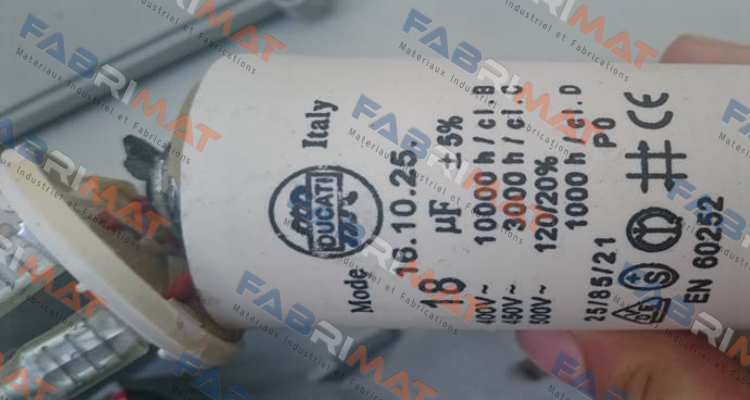 DUCATI
Made
Italy
16.10.25.
18 µF ±5%
400V~ 10000 h / cl.B
450V~ 3000 h / cl.C
500V~ 120/20%
1000 h cl.D
25/85/21 P0
CE
S
EN 60252
FABRIMAT
Materiaux Industriel et Fabrications